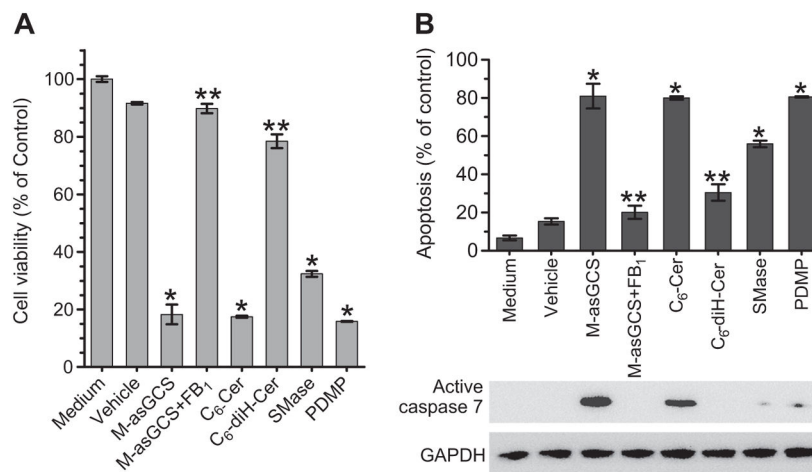 A
Cell viability (% of Control)
100
80
60
40
20
0
**
**
*
*
*
*
Medium
Vehicle
M-asGCS
M-asGCS+FB₁
C₆-Cer
C₆-diH-Cer
SMase
PDMP
B
Apoptosis (% of control)
100
80
60
40
20
0
*
**
*
**
*
*
Medium
Vehicle
M-asGCS
M-asGCS+FB₁
C₆-Cer
C₆-diH-Cer
SMase
PDMP
Active
caspase 7
GAPDH